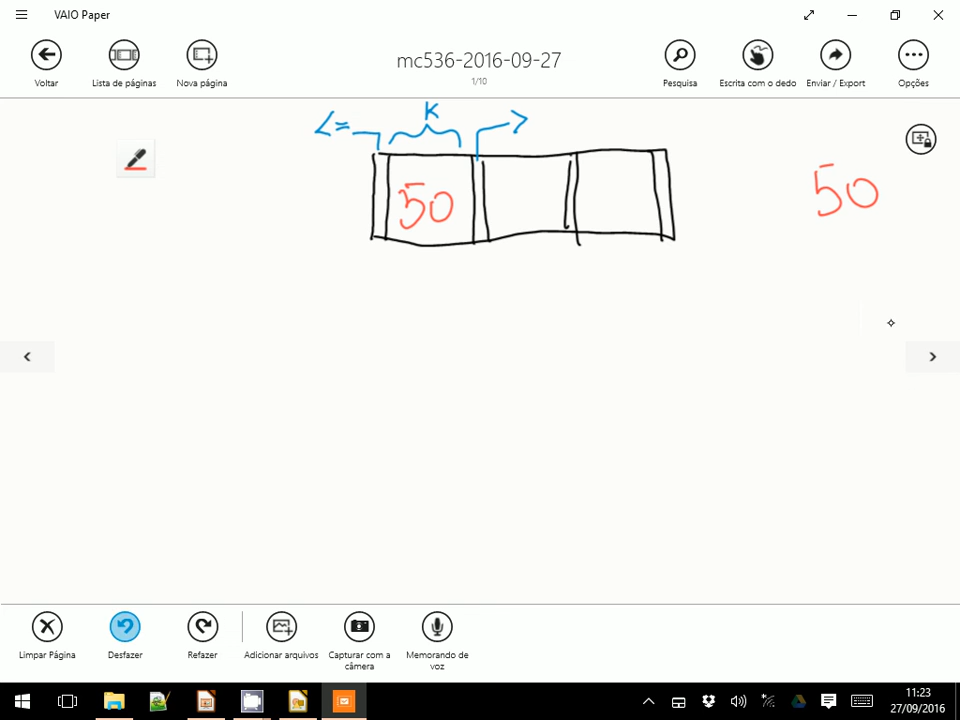 VAIO Paper
Voltar
Lista de páginas
Nova página
mc536-2016-09-27
1/10
Pesquisa
Escrita com o dedo
Enviar / Export
Opções
<=
K
>
50
50
Limpar Página
Desfazer
Refazer
Adicionar arquivos
Capturar com a
câmera
Memorando de
voz
11:23
27/09/2016